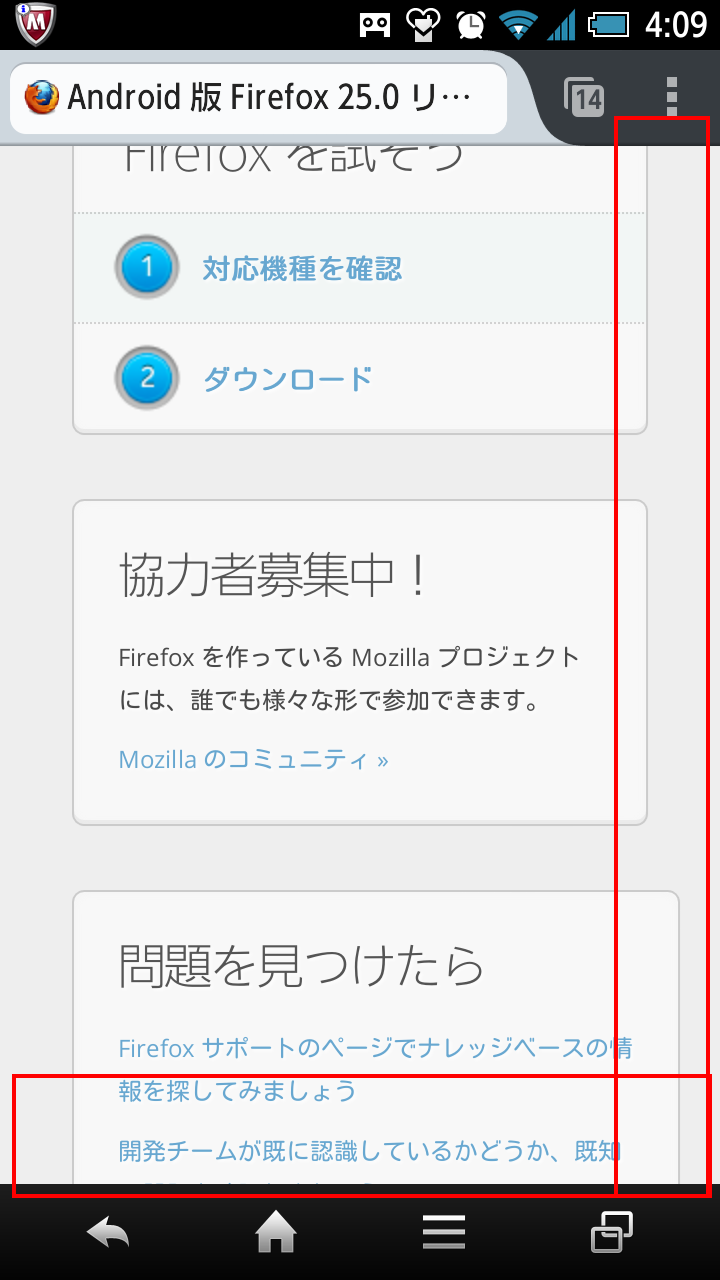 4:09
Android 版 Firefox 25.0 リ…
14
Firefox を試そう
1 対応機種を確認
2 ダウンロード
協力者募集中！
Firefox を作っている Mozilla プロジェクト
には、誰でも様々な形で参加できます。
Mozilla のコミュニティ »
問題を見つけたら
Firefox サポートのページでナレッジベースの情
報を探してみましょう
開発チームが既に認識しているかどうか、既知